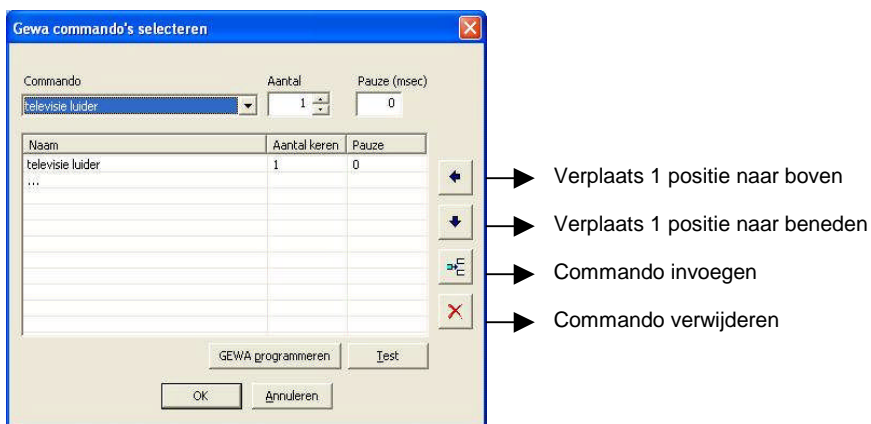 Gewa commando's selecteren
Commando Aantal Pauze (msec)
televisie luider 1 0
Naam Aantal keren Pauze
televisie luider 1 0
...
Verplaats 1 positie naar boven
Verplaats 1 positie naar beneden
Commando invoegen
Commando verwijderen
GEWA programmeren Test
OK Annuleren